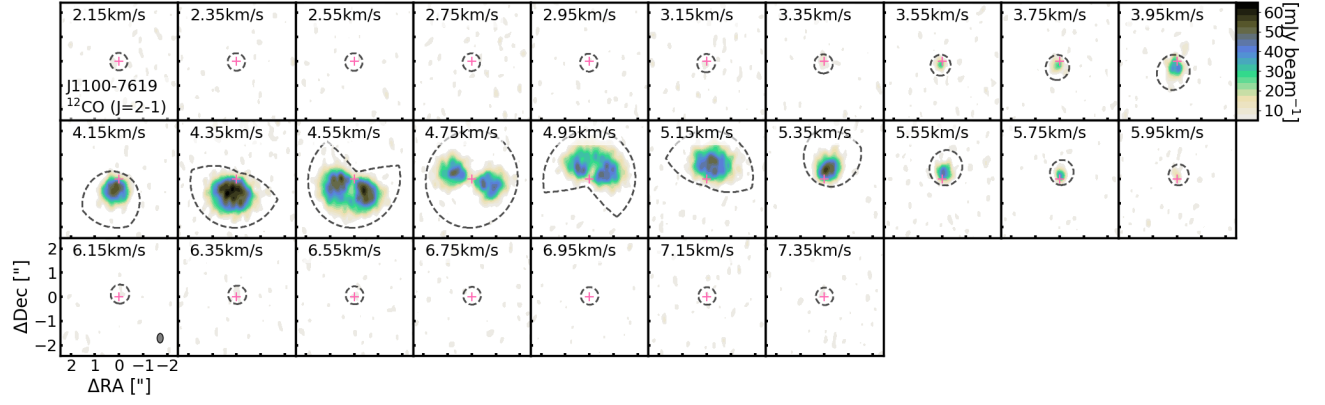 2.15km/s 2.35km/s 2.55km/s 2.75km/s 2.95km/s 3.15km/s 3.35km/s 3.55km/s 3.75km/s 3.95km/s
J1100-7619
¹²CO (J=2-1)
60
50
40
30
20
10
[mJy beam⁻¹]
4.15km/s 4.35km/s 4.55km/s 4.75km/s 4.95km/s 5.15km/s 5.35km/s 5.55km/s 5.75km/s 5.95km/s
6.15km/s 6.35km/s 6.55km/s 6.75km/s 6.95km/s 7.15km/s 7.35km/s
2
1
0
−1
−2
ΔDec ["]
2 1 0 −1 −2
ΔRA ["]